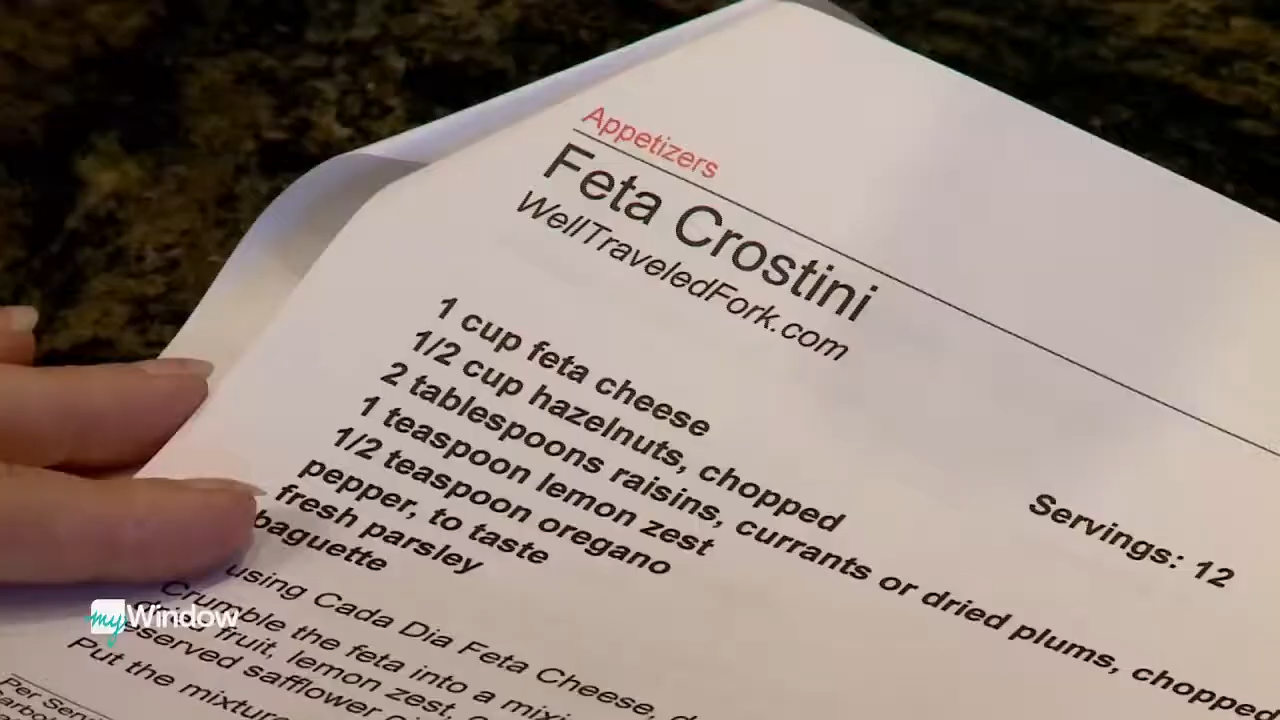 Appetizers
Feta Crostini
WellTraveledFork.com
Servings: 12
1 cup feta cheese
1/2 cup hazelnuts, chopped
2 tablespoons raisins, currants or dried plums, chopped
1 teaspoon lemon zest
1/2 teaspoon oregano
pepper, to taste
fresh parsley
baguette
using Cada Dia Feta Cheese,
Crumble the feta into a
fruit, lemon zest,
safflower
Put the mixture
Per
myWindow